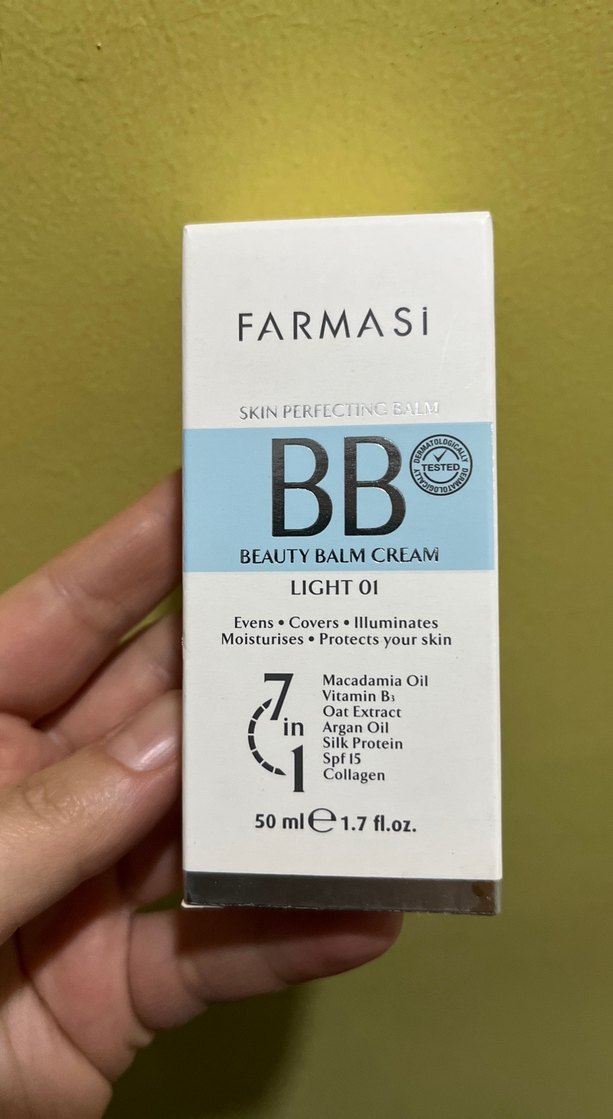 FARMASi
SKIN PERFECTING BALM
BB
DERMATOLOGICALLY
TESTED
DERMATOLOGICALLY
BEAUTY BALM CREAM
LIGHT 01
Evens • Covers • Illuminates
Moisturises • Protects your skin
7 in 1
Macadamia Oil
Vitamin B₃
Oat Extract
Argan Oil
Silk Protein
Spf 15
Collagen
50 ml ℮ 1.7 fl.oz.